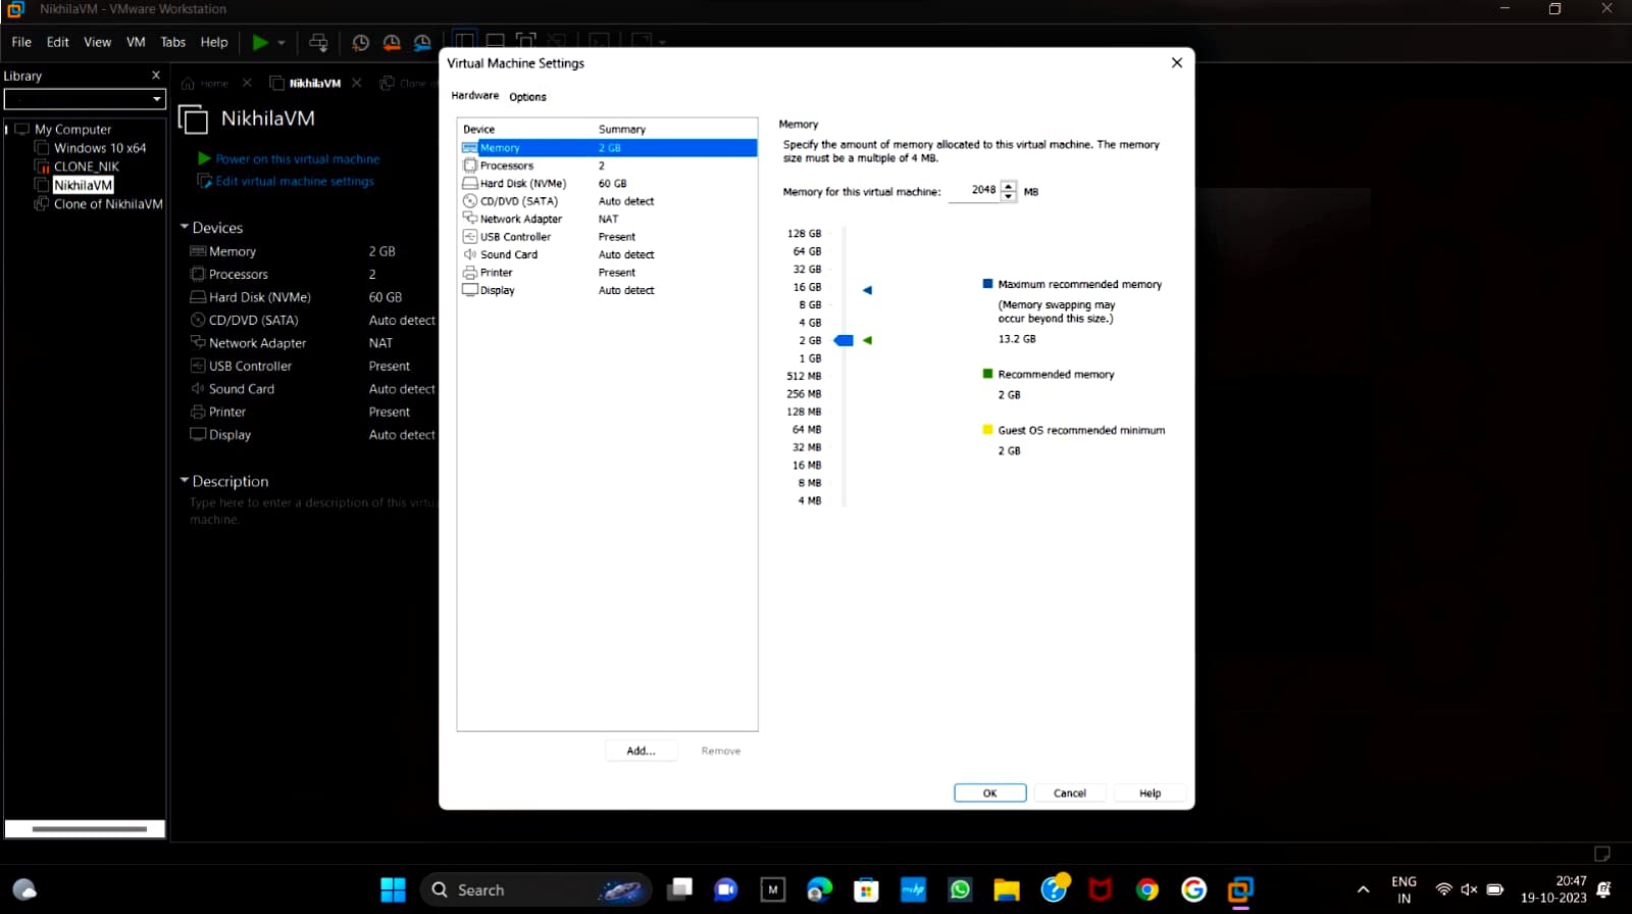 NikhilaVM - VMware Workstation
File Edit View VM Tabs Help
Library
Home NikhilaVM Clone of
My Computer
Windows 10 x64
CLONE_NIK
NikhilaVM
Clone of NikhilaVM
NikhilaVM
Power on this virtual machine
Edit virtual machine settings
Devices
Memory 2 GB
Processors 2
Hard Disk (NVMe) 60 GB
CD/DVD (SATA) Auto detect
Network Adapter NAT
USB Controller Present
Sound Card Auto detect
Printer Present
Display Auto detect
Description
Type here to enter a description of this
machine.
Virtual Machine Settings
Hardware Options
Device Summary
Memory 2 GB
Processors 2
Hard Disk (NVMe) 60 GB
CD/DVD (SATA) Auto detect
Network Adapter NAT
USB Controller Present
Sound Card Auto detect
Printer Present
Display Auto detect
Add... Remove
Memory
Specify the amount of memory allocated to this virtual machine. The memory
size must be a multiple of 4 MB.
Memory for this virtual machine: 2048 MB
128 GB
64 GB
32 GB
16 GB
8 GB
4 GB
2 GB
1 GB
512 MB
256 MB
128 MB
64 MB
32 MB
16 MB
8 MB
4 MB
Maximum recommended memory
(Memory swapping may
occur beyond this size.)
13.2 GB
Recommended memory
2 GB
Guest OS recommended minimum
2 GB
OK Cancel Help
Search
ENG
IN
20:47
19-10-2023